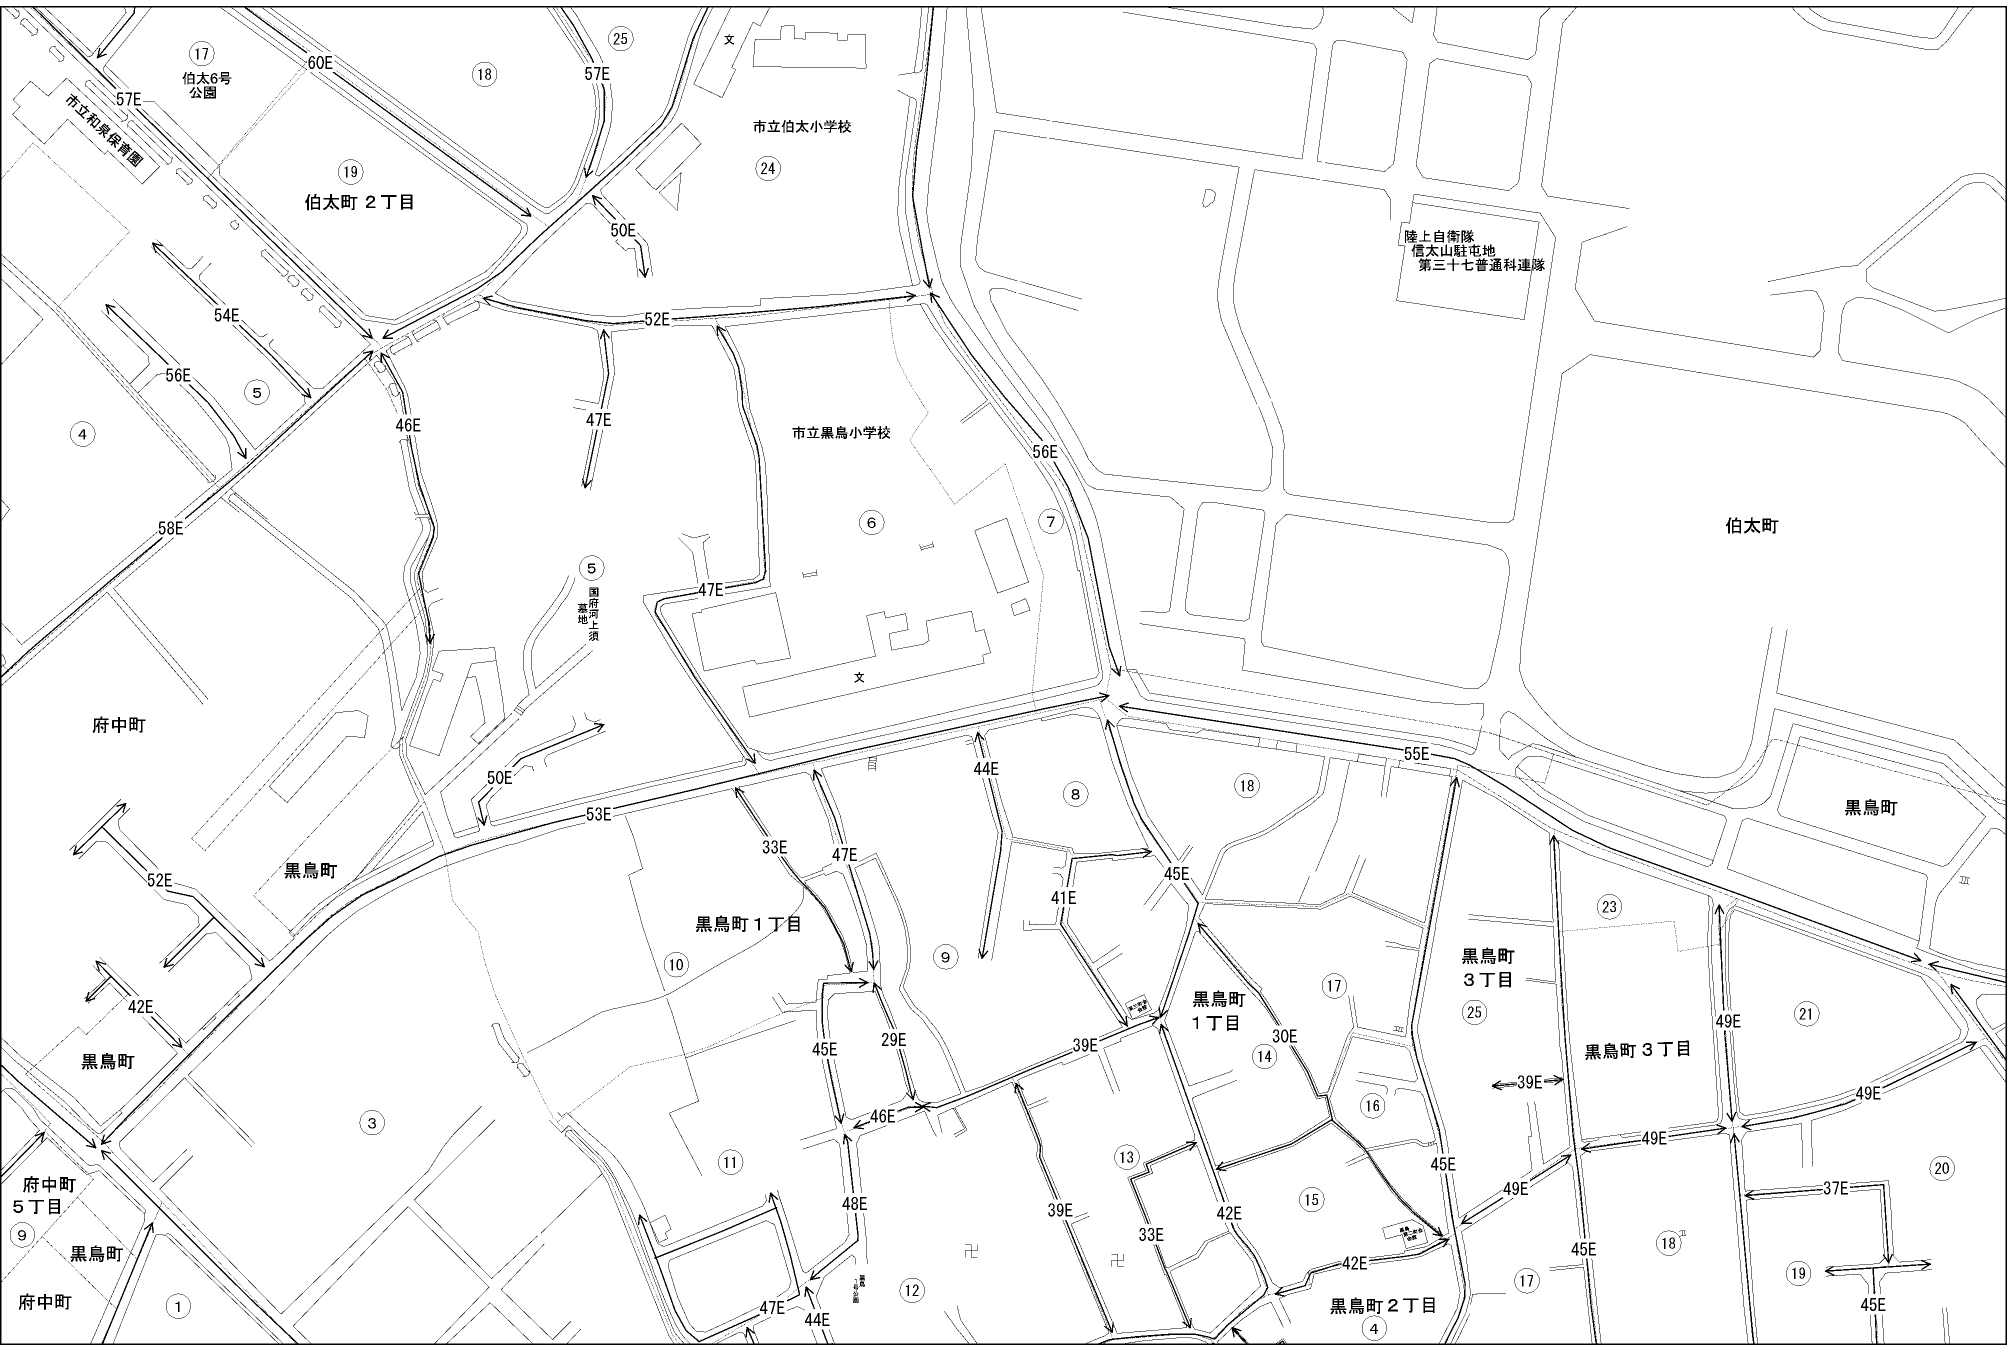 17
伯太6号
公園
60E
18
25
57E
文
57E
市立和泉保育園
市立伯太小学校
24
19
伯太町 2丁目
50E
陸上自衛隊
信太山駐屯地
第三十七普通科連隊
54E
52E
56E
5
4
46E
47E
市立黒鳥小学校
56E
58E
6
7
伯太町
5
国府河上須
墓地
47E
文
府中町
50E
53E
44E
8
18
55E
黒鳥町
33E
47E
45E
41E
52E
黒鳥町
黒鳥町1丁目
10
9
23
黒鳥町
3丁目
42E
黒鳥町
1丁目
17
25
21
49E
45E
29E
39E
30E
14
黒鳥町3丁目
黒鳥町
39E
16
49E
3
46E
11
13
45E
49E
20
府中町
5丁目
9
黒鳥町
48E
39E
33E
42E
15
49E
37E
45E
18
42E
17
19
12
府中町
1
47E
44E
黒鳥町2丁目
4
45E